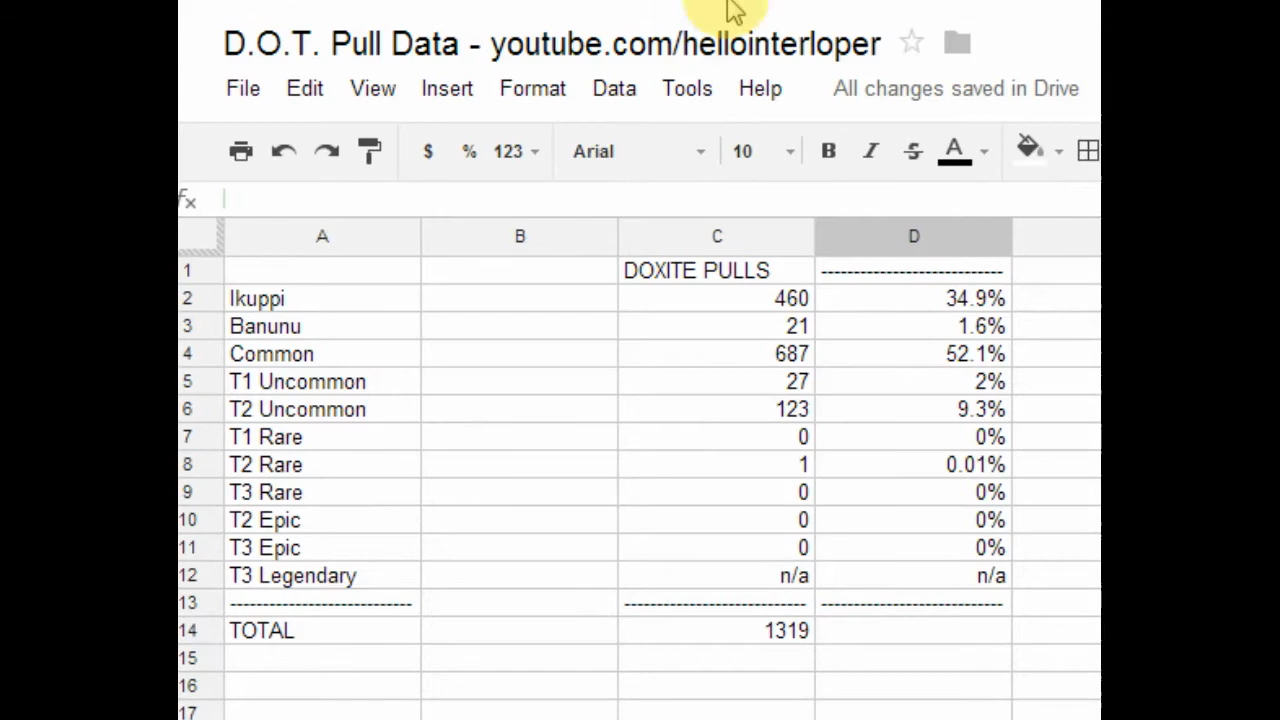 D.O.T. Pull Data - youtube.com/hellointerloper
File Edit View Insert Format Data Tools Help All changes saved in Drive
$ % 123 Arial 10 B I S A
fx
A B C D
1 DOXITE PULLS ----------------------------
2 Ikuppi 460 34.9%
3 Banunu 21 1.6%
4 Common 687 52.1%
5 T1 Uncommon 27 2%
6 T2 Uncommon 123 9.3%
7 T1 Rare 0 0%
8 T2 Rare 1 0.01%
9 T3 Rare 0 0%
10 T2 Epic 0 0%
11 T3 Epic 0 0%
12 T3 Legendary n/a n/a
13 ---------------------------- ---------------------------- ----------------------------
14 TOTAL 1319
15
16
17